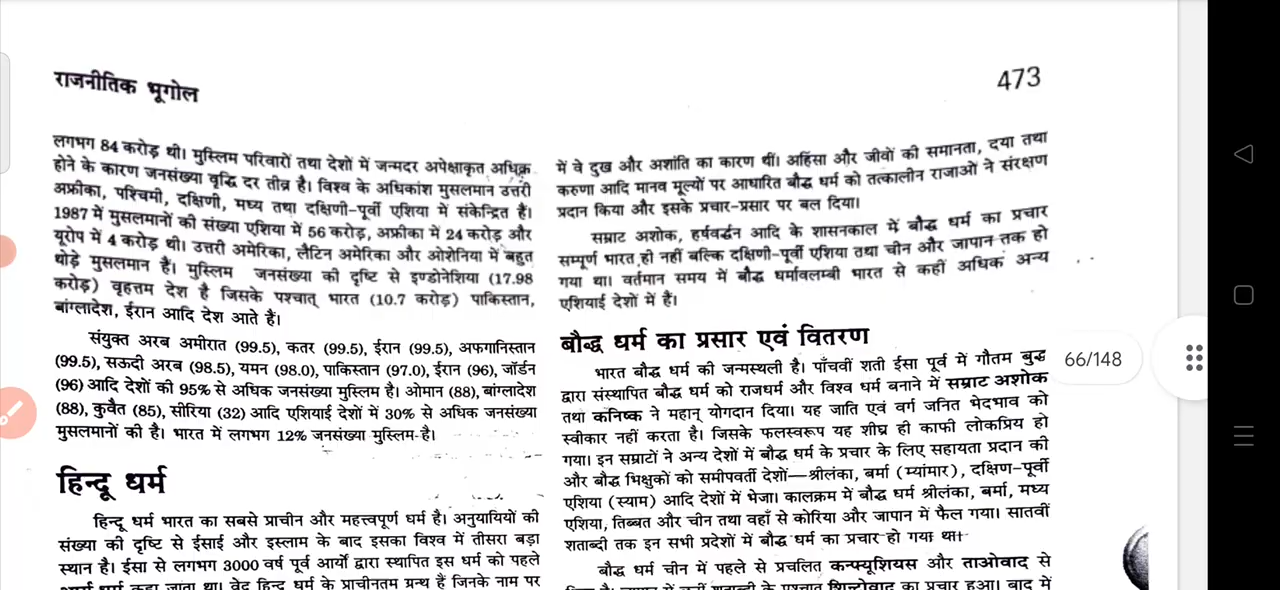 राजनीतिक भूगोल
473
लगभग 84 करोड़ थी। मुस्लिम परिवारों तथा देशों में जन्मदर अपेक्षाकृत अधिक
होने के कारण जनसंख्या वृद्धि दर तीव्र है। विश्व के अधिकांश मुसलमान उत्तरी
अफ्रीका, पश्चिमी, दक्षिणी, मध्य तथा दक्षिणी-पूर्वी एशिया में संकेन्द्रित हैं।
1987 में मुसलमानों की संख्या एशिया में 56 करोड़, अफ्रीका में 24 करोड़ और
यूरोप में 4 करोड़ थी। उत्तरी अमेरिका, लैटिन अमेरिका और ओशेनिया में बहुत
थोड़े मुसलमान हैं। मुस्लिम जनसंख्या की दृष्टि से इण्डोनेशिया (17.98
करोड़) वृहत्तम देश है जिसके पश्चात् भारत (10.7 करोड़) पाकिस्तान,
बांग्लादेश, ईरान आदि देश आते हैं।
संयुक्त अरब अमीरात (99.5), कतर (99.5), ईरान (99.5), अफगानिस्तान
(99.5), सऊदी अरब (98.5), यमन (98.0), पाकिस्तान (97.0), ईरान (96), जॉर्डन
(96) आदि देशों की 95% से अधिक जनसंख्या मुस्लिम है। ओमान (88), बांग्लादेश
(88), कुवैत (85), सीरिया (32) आदि एशियाई देशों में 30% से अधिक जनसंख्या
मुसलमानों की है। भारत में लगभग 12% जनसंख्या मुस्लिम है।
हिन्दू धर्म
हिन्दू धर्म भारत का सबसे प्राचीन और महत्त्वपूर्ण धर्म है। अनुयायियों की
संख्या की दृष्टि से ईसाई और इस्लाम के बाद इसका विश्व में तीसरा बड़ा
स्थान है। ईसा से लगभग 3000 वर्ष पूर्व आर्यों द्वारा स्थापित इस धर्म को पहले
धर्म कहा जाता था। वेद हिन्दू धर्म के प्राचीनतम ग्रन्थ हैं जिनके नाम पर
में वे दुख और अशांति का कारण थीं। अहिंसा और जीवों की समानता, दया तथा
करुणा आदि मानव मूल्यों पर आधारित बौद्ध धर्म को तत्कालीन राजाओं ने संरक्षण
प्रदान किया और इसके प्रचार-प्रसार पर बल दिया।
सम्राट अशोक, हर्षवर्द्धन आदि के शासनकाल में बौद्ध धर्म का प्रचार
सम्पूर्ण भारत ही नहीं बल्कि दक्षिणी-पूर्वी एशिया तथा चीन और जापान तक हो
गया था। वर्तमान समय में बौद्ध धर्मावलम्बी भारत से कहीं अधिक अन्य
एशियाई देशों में हैं।
बौद्ध धर्म का प्रसार एवं वितरण
भारत बौद्ध धर्म की जन्मस्थली है। पाँचवीं शती ईसा पूर्व में गौतम बुद्ध
द्वारा संस्थापित बौद्ध धर्म को राजधर्म और विश्व धर्म बनाने में सम्राट अशोक
तथा कनिष्क ने महान् योगदान दिया। यह जाति एवं वर्ग जनित भेदभाव को
स्वीकार नहीं करता है। जिसके फलस्वरूप यह शीघ्र ही काफी लोकप्रिय हो
गया। इन सम्राटों ने अन्य देशों में बौद्ध धर्म के प्रचार के लिए सहायता प्रदान की
और बौद्ध भिक्षुकों को समीपवर्ती देशों—श्रीलंका, बर्मा (म्यांमार), दक्षिण-पूर्वी
एशिया (स्याम) आदि देशों में भेजा। कालक्रम में बौद्ध धर्म श्रीलंका, बर्मा, मध्य
एशिया, तिब्बत और चीन तथा वहाँ से कोरिया और जापान में फैल गया। सातवीं
शताब्दी तक इन सभी प्रदेशों में बौद्ध धर्म का प्रचार हो गया था।
बौद्ध धर्म चीन में पहले से प्रचलित कन्फ्यूशियस और ताओवाद से
शताब्दी के पश्चात शिन्टोवाद का प्रचार हुआ। बाद में
66/148